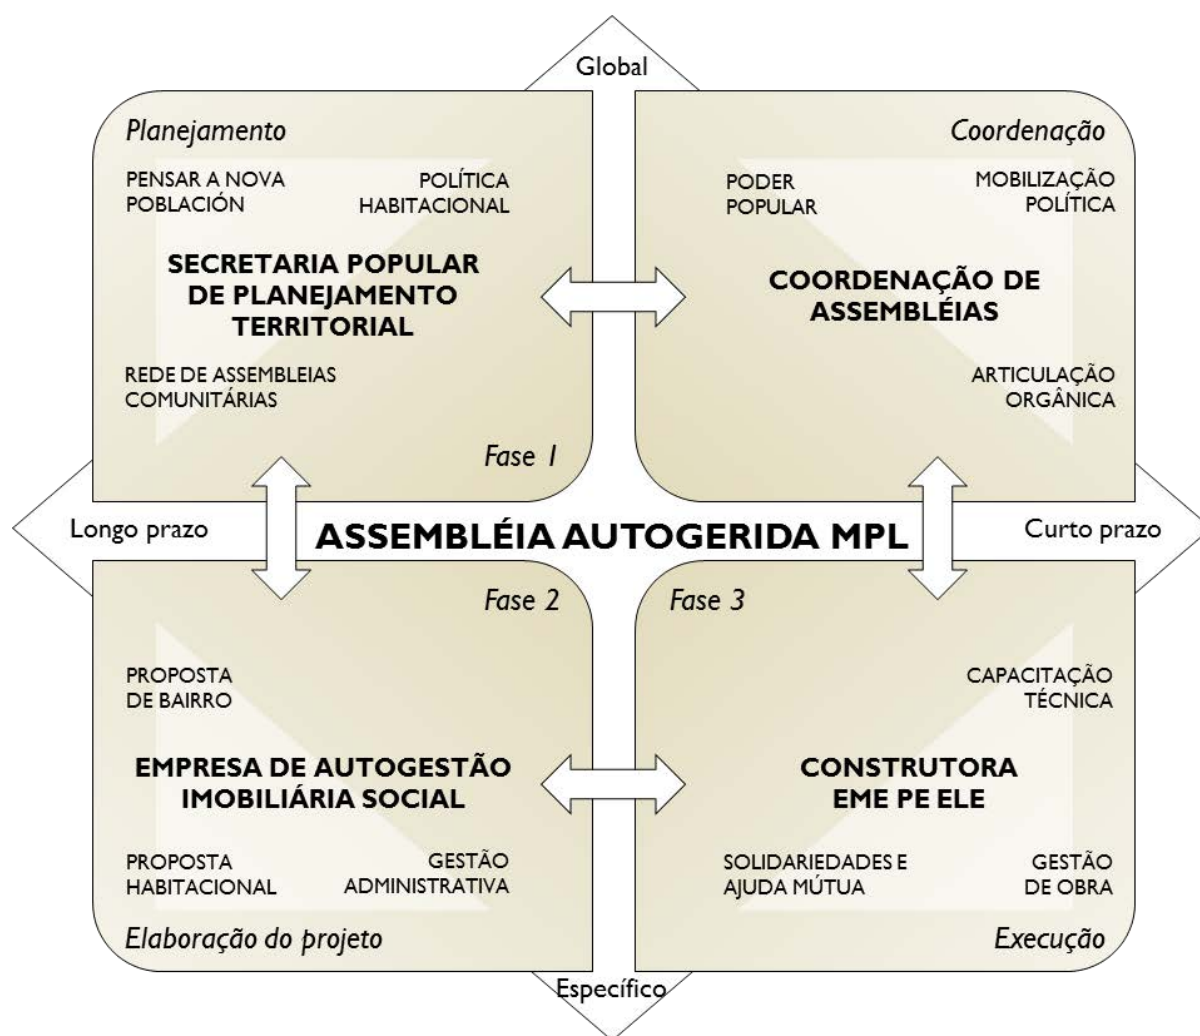 Global
Planejamento
PENSAR A NOVA
POBLACIÓN
POLÍTICA
HABITACIONAL
SECRETARIA POPULAR
DE PLANEJAMENTO
TERRITORIAL
REDE DE ASSEMBLEIAS
COMUNITÁRIAS
Fase 1
Coordenação
PODER
POPULAR
MOBILIZAÇÃO
POLÍTICA
COORDENAÇÃO DE
ASSEMBLÉIAS
ARTICULAÇÃO
ORGÂNICA
Longo prazo
ASSEMBLÉIA AUTOGERIDA MPL
Curto prazo
Fase 2
PROPOSTA
DE BAIRRO
EMPRESA DE AUTOGESTÃO
IMOBILIÁRIA SOCIAL
PROPOSTA
HABITACIONAL
GESTÃO
ADMINISTRATIVA
Elaboração do projeto
Fase 3
CAPACITAÇÃO
TÉCNICA
CONSTRUTORA
EME PE ELE
SOLIDARIEDADES E
AJUDA MÚTUA
GESTÃO
DE OBRA
Execução
Específico